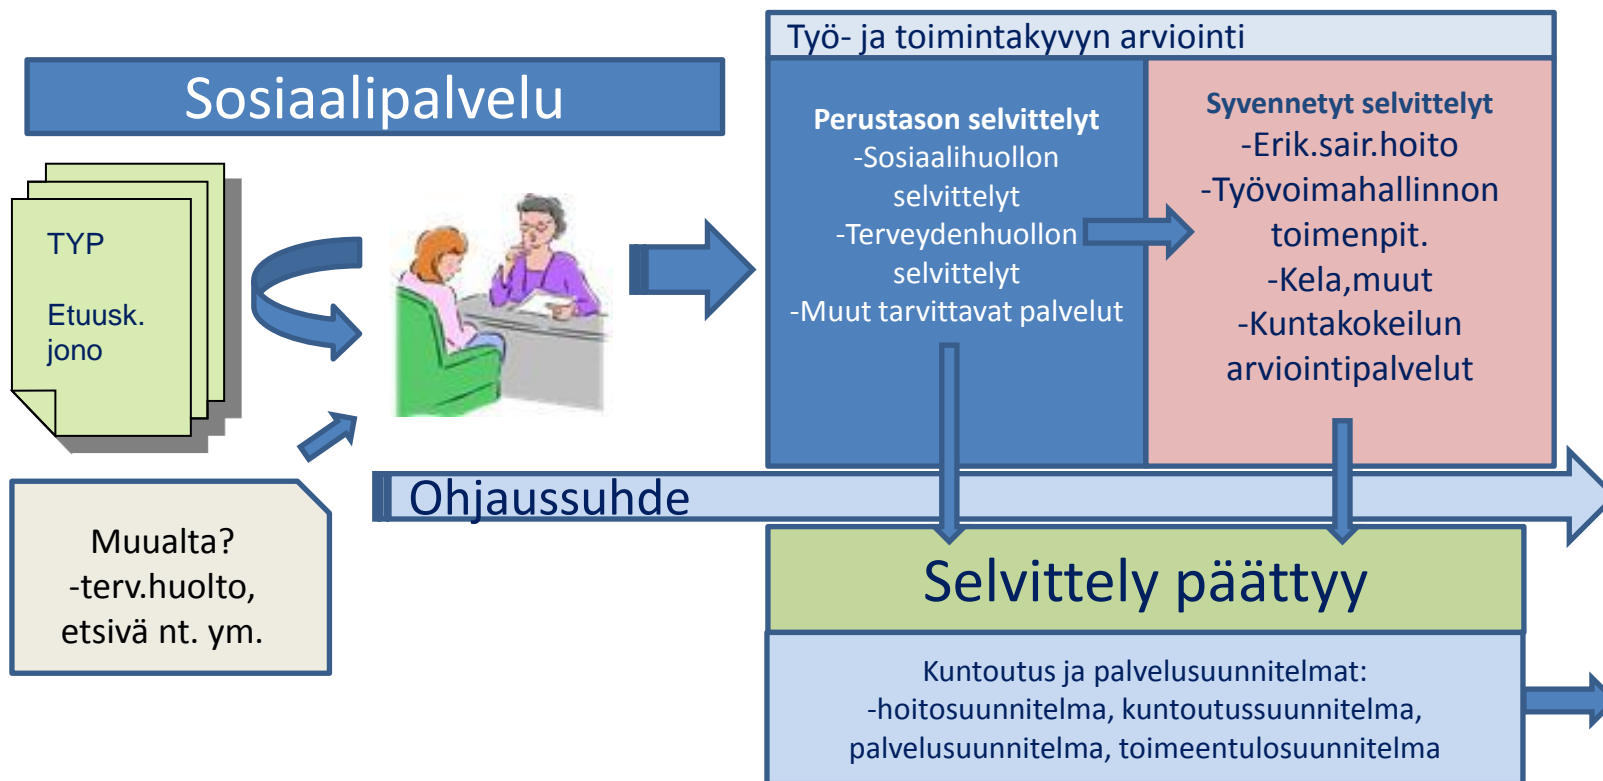 Sosiaalipalvelu
TYP
Etuusk.
jono
Muualta?
-terv.huolto,
etsivä nt. ym.
Työ- ja toimintakyvyn arviointi
Perustason selvittelyt
-Sosiaalihuollon
selvittelyt
-Terveydenhuollon
selvittelyt
-Muut tarvittavat palvelut
Syvennetyt selvittelyt
-Erik.sair.hoito
-Työvoimahallinnon
toimenpit.
-Kela,muut
-Kuntakokeilun
arviointipalvelut
Ohjaussuhde
Selvittely päättyy
Kuntoutus ja palvelusuunnitelmat:
-hoitosuunnitelma, kuntoutussuunnitelma,
palvelusuunnitelma, toimeentulosuunnitelma